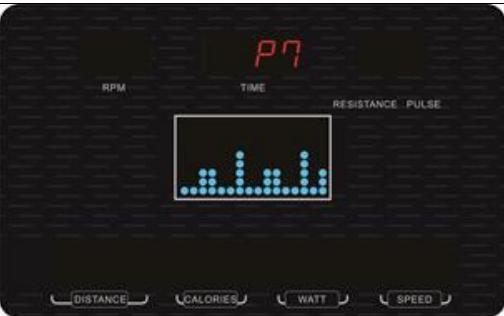 P7
RPM
TIME
RESISTANCE PULSE
DISTANCE
CALORIES
WATT
SPEED